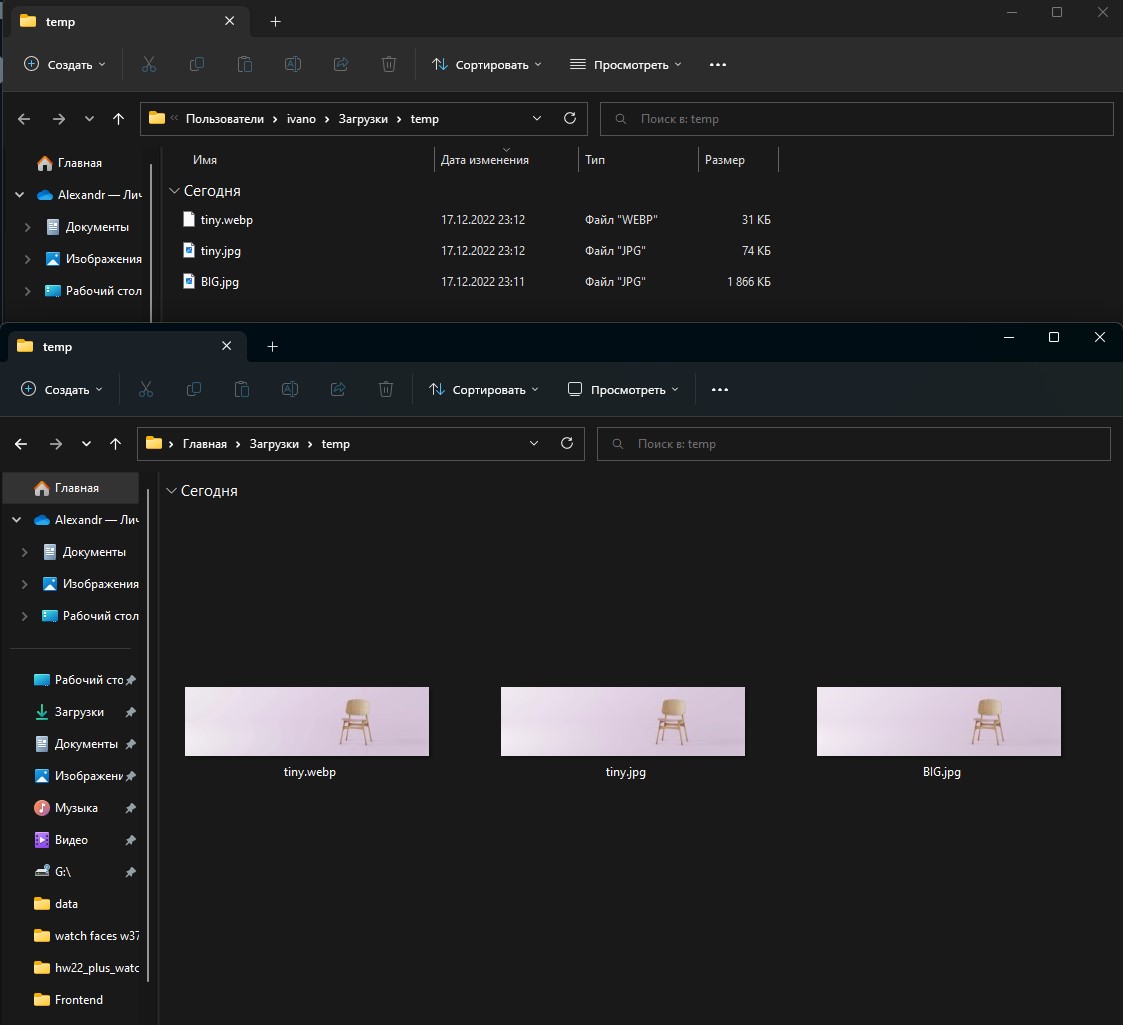 temp
Создать
Сортировать
Просмотреть
Пользователи
ivano
Загрузки
temp
Поиск в: temp
Имя
Дата изменения
Тип
Размер
Главная
Alexandr — Лич
Документы
Изображения
Рабочий стол
Сегодня
tiny.webp 17.12.2022 23:12 Файл "WEBP" 31 КБ
tiny.jpg 17.12.2022 23:12 Файл "JPG" 74 КБ
BIG.jpg 17.12.2022 23:11 Файл "JPG" 1 866 КБ
temp
Создать
Сортировать
Просмотреть
Главная
Загрузки
temp
Поиск в: temp
Главная
Alexandr — Лич
Документы
Изображения
Рабочий стол
Рабочий сто
Загрузки
Документы
Изображени
Музыка
Видео
G:\
data
watch faces w37
hw22_plus_watc
Frontend
Сегодня
tiny.webp
tiny.jpg
BIG.jpg